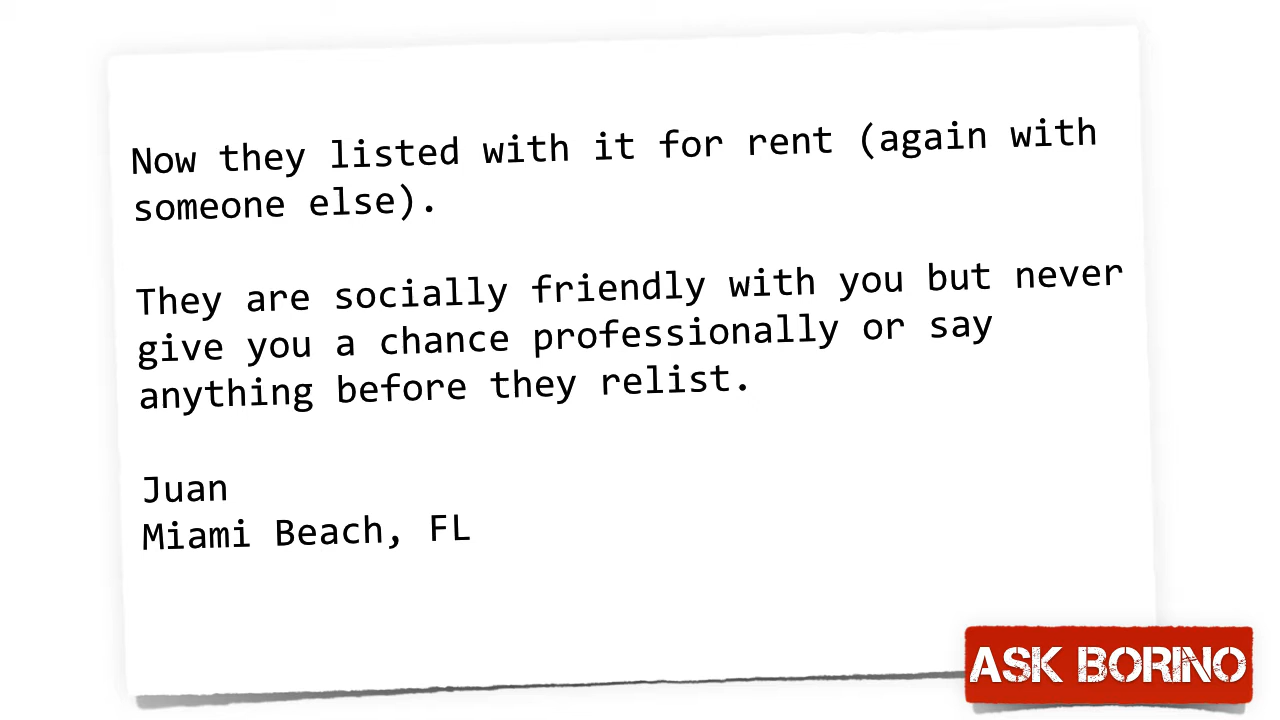 Now they listed with it for rent (again with
someone else).
They are socially friendly with you but never
give you a chance professionally or say
anything before they relist.
Juan
Miami Beach, FL
ASK BORINO